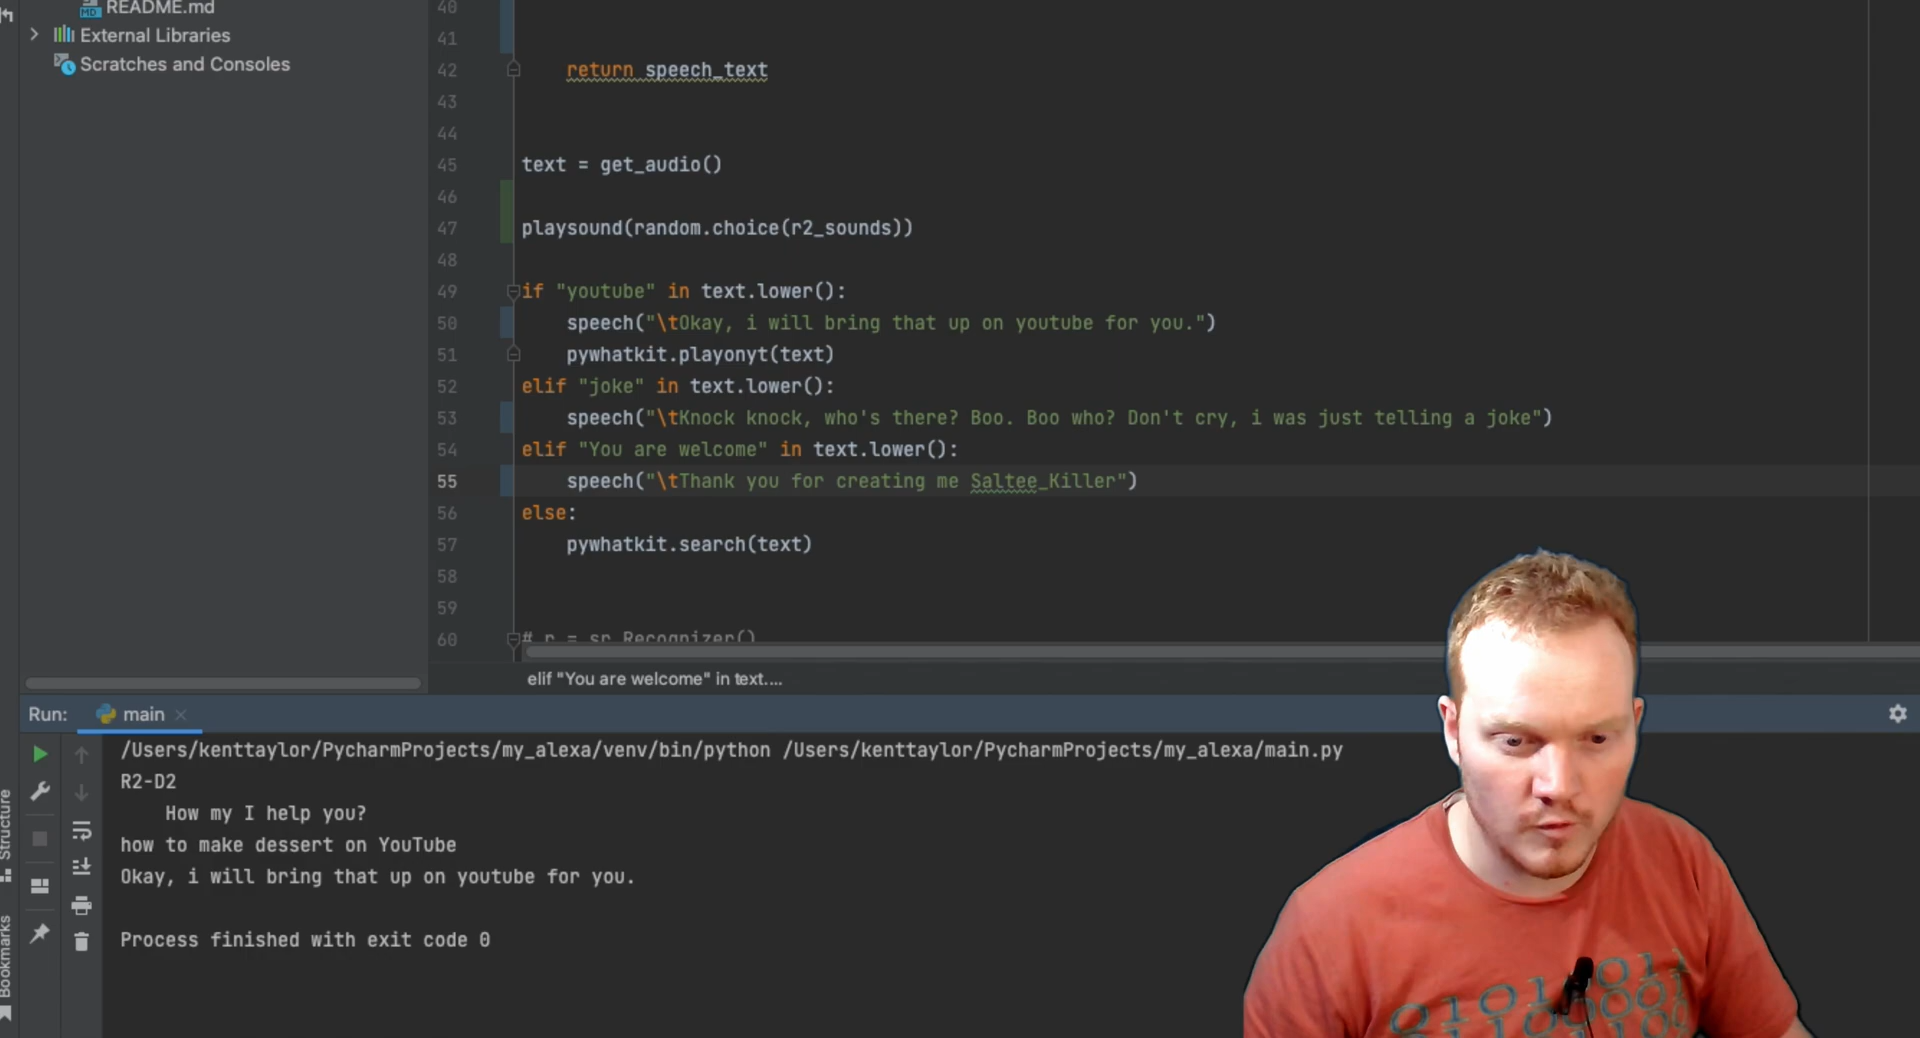 README.md
External Libraries
Scratches and Consoles
40
41
42 return speech_text
43
44
45 text = get_audio()
46
47 playsound(random.choice(r2_sounds))
48
49 if "youtube" in text.lower():
50 speech("\tOkay, i will bring that up on youtube for you.")
51 pywhatkit.playonyt(text)
52 elif "joke" in text.lower():
53 speech("\tKnock knock, who's there? Boo. Boo who? Don't cry, i was just telling a joke")
54 elif "You are welcome" in text.lower():
55 speech("\tThank you for creating me Saltee_Killer")
56 else:
57 pywhatkit.search(text)
58
59
60 # r = sr.Recognizer()
elif "You are welcome" in text....
Run: main
/Users/kenttaylor/PycharmProjects/my_alexa/venv/bin/python /Users/kenttaylor/PycharmProjects/my_alexa/main.py
R2-D2
How my I help you?
how to make dessert on YouTube
Okay, i will bring that up on youtube for you.
Process finished with exit code 0
Structure
Bookmarks